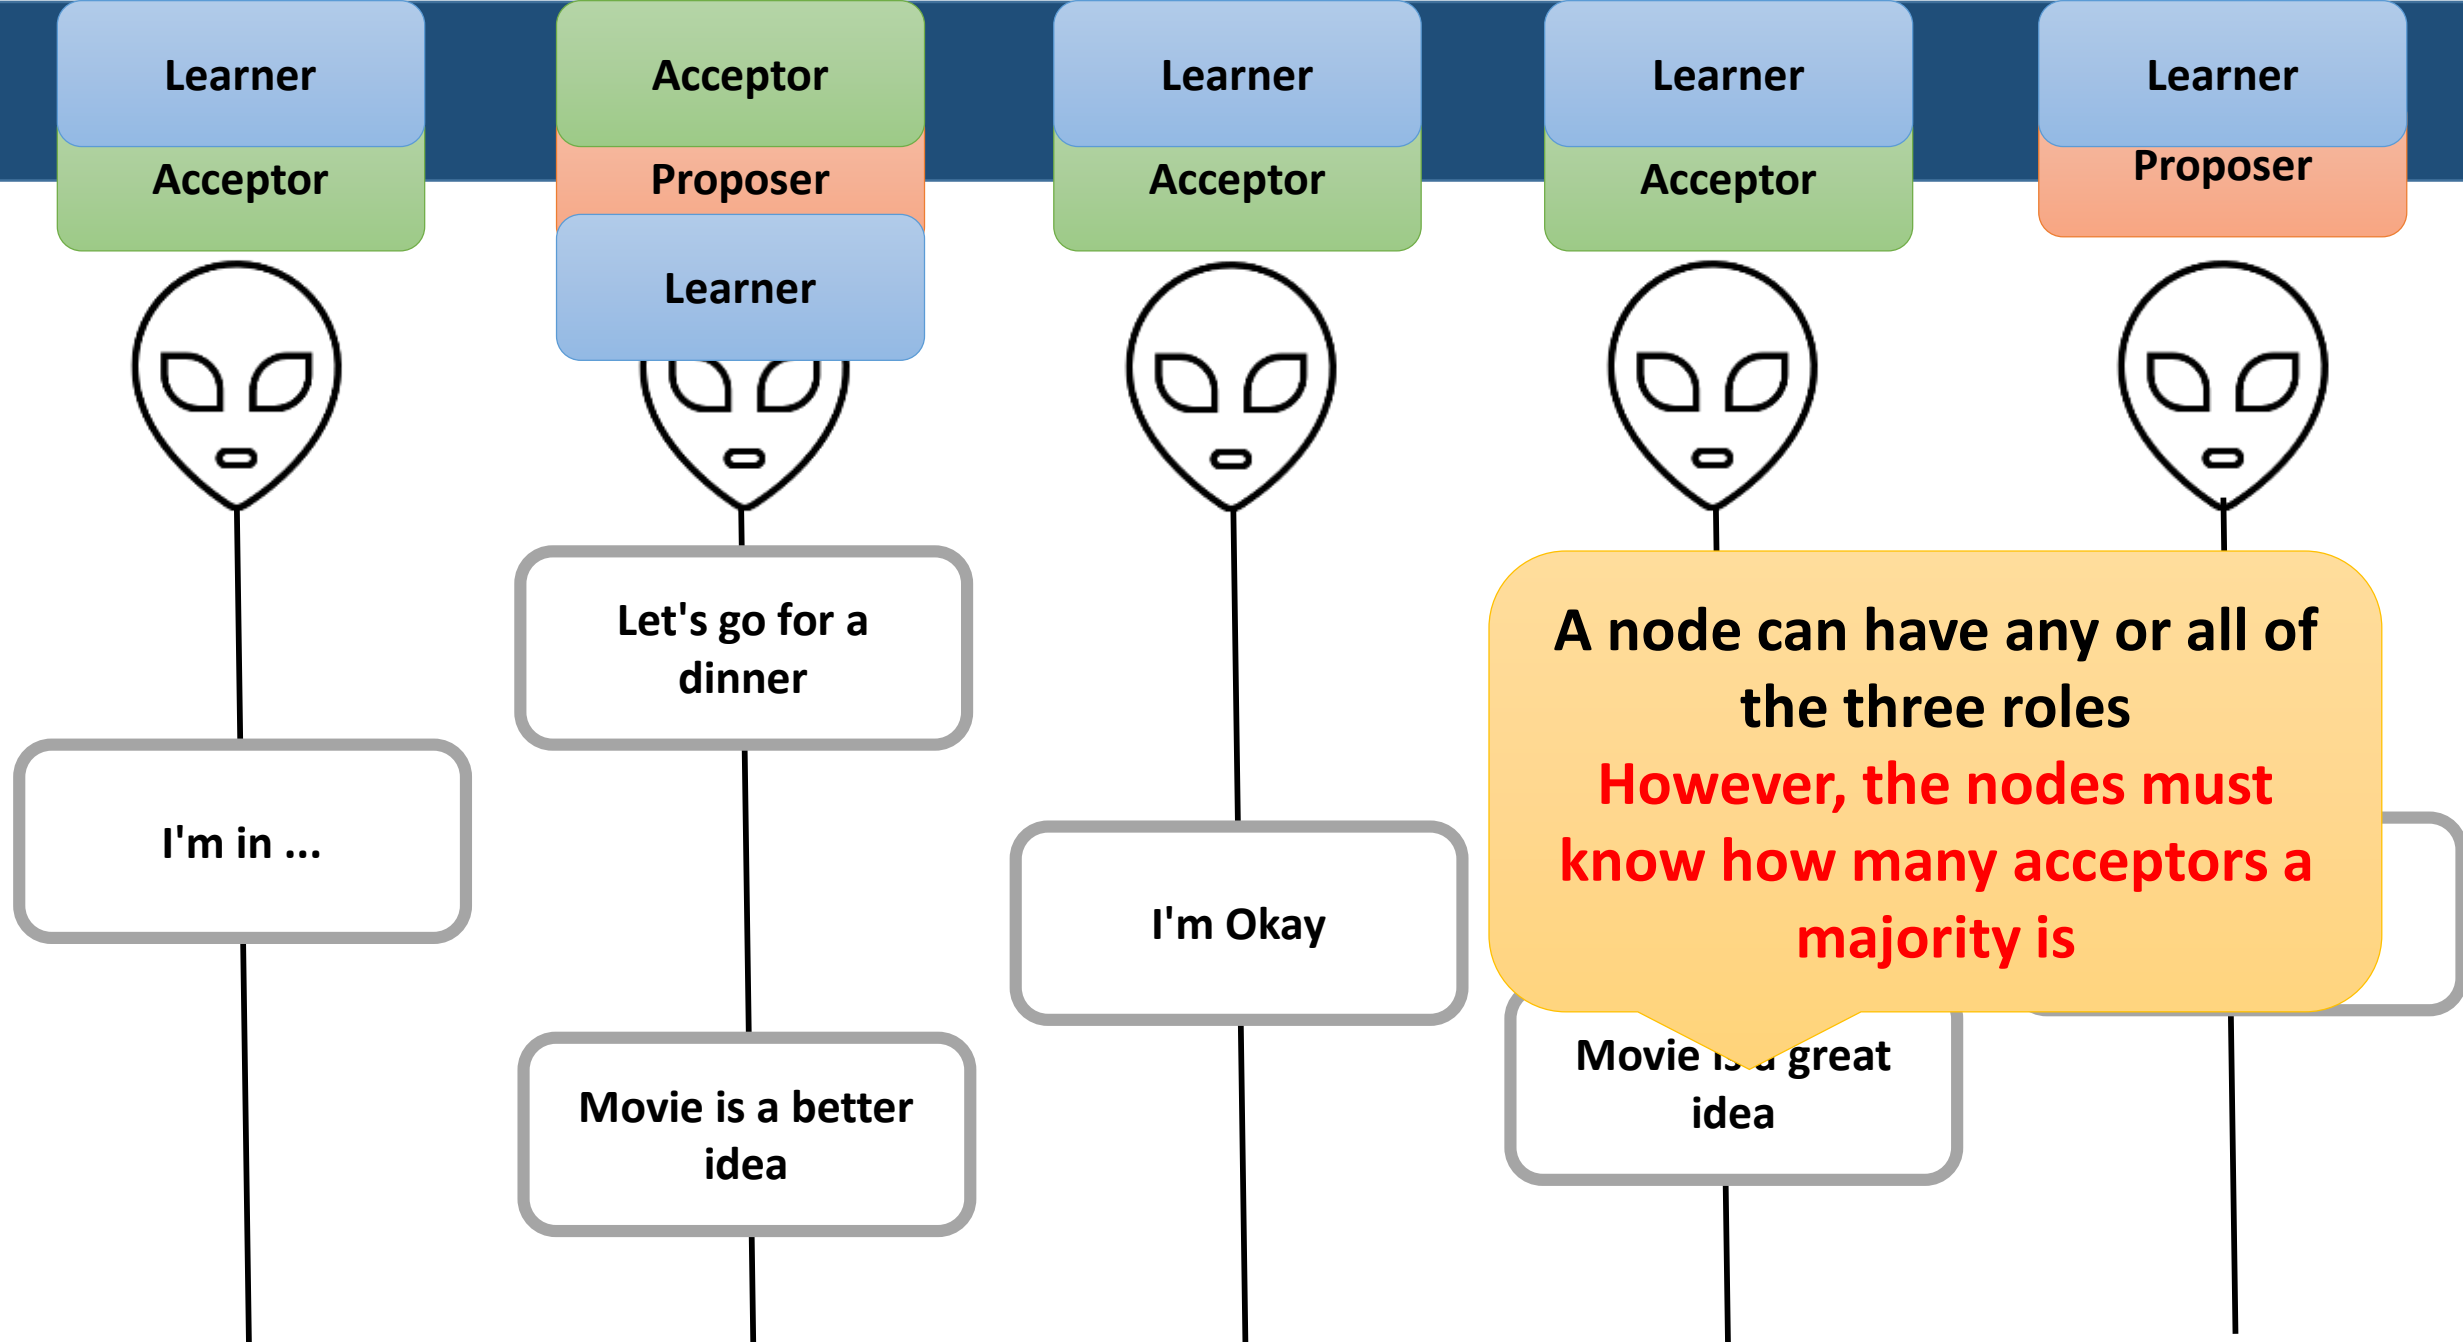 Learner
Acceptor
Acceptor
Proposer
Learner
Learner
Acceptor
Learner
Acceptor
Learner
Proposer
Let's go for a
dinner
I'm in ...
I'm Okay
A node can have any or all of
the three roles
However, the nodes must
know how many acceptors a
majority is
Movie is a great
idea
Movie is a better
idea